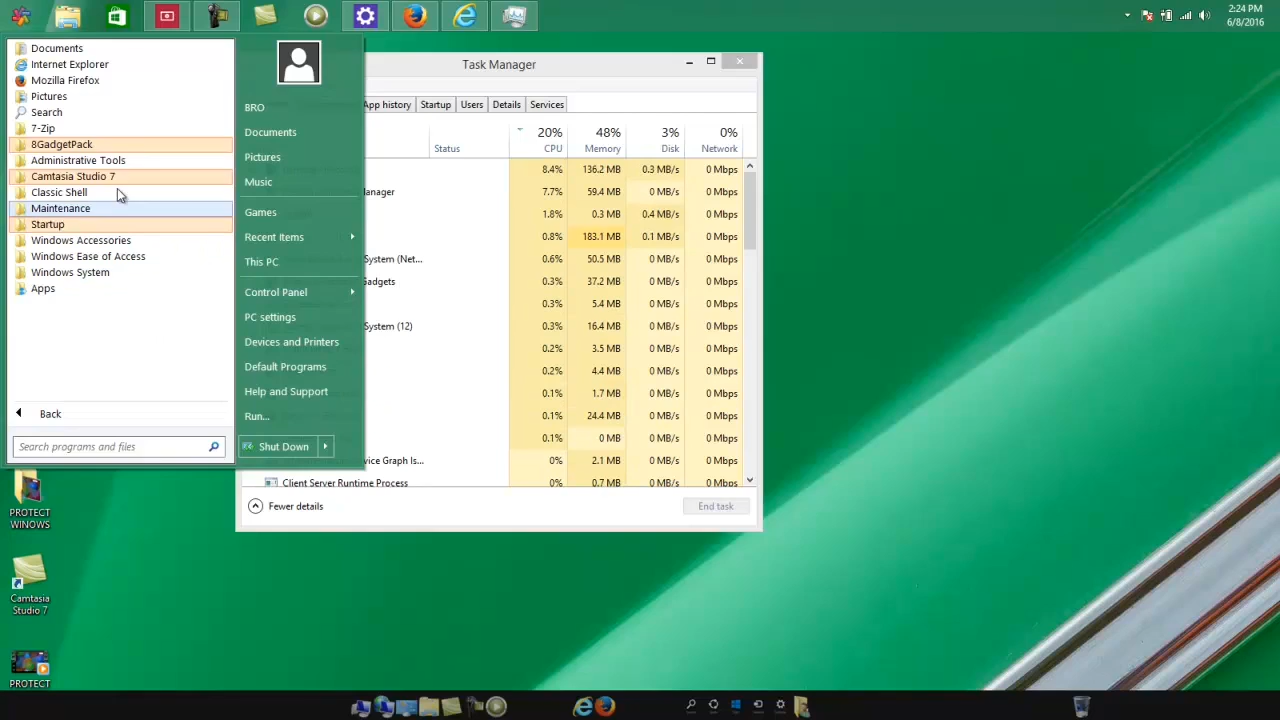 2:24 PM
6/8/2016
Documents
Internet Explorer
Mozilla Firefox
Pictures
Search
7-Zip
8GadgetPack
Administrative Tools
Camtasia Studio 7
Classic Shell
Maintenance
Startup
Windows Accessories
Windows Ease of Access
Windows System
Apps
Back
Search programs and files
BRO
Documents
Pictures
Music
Games
Recent Items
This PC
Control Panel
PC settings
Devices and Printers
Default Programs
Help and Support
Run...
Shut Down
Task Manager
App history Startup Users Details Services
20% 48% 3% 0%
Status CPU Memory Disk Network
8.4% 136.2 MB 0.3 MB/s 0 Mbps
anager 7.7% 59.4 MB 0 MB/s 0 Mbps
1.8% 0.3 MB 0.4 MB/s 0 Mbps
0.8% 183.1 MB 0.1 MB/s 0 Mbps
System (Net... 0.6% 50.5 MB 0 MB/s 0 Mbps
Gadgets 0.3% 37.2 MB 0 MB/s 0 Mbps
0.3% 5.4 MB 0 MB/s 0 Mbps
System (12) 0.3% 16.4 MB 0 MB/s 0 Mbps
0.2% 3.5 MB 0 MB/s 0 Mbps
0.2% 4.4 MB 0 MB/s 0 Mbps
0.1% 1.7 MB 0 MB/s 0 Mbps
0.1% 24.4 MB 0 MB/s 0 Mbps
0.1% 0 MB 0 MB/s 0 Mbps
vice Graph Is... 0% 2.1 MB 0 MB/s 0 Mbps
Client Server Runtime Process 0% 0.7 MB 0 MB/s 0 Mbps
Fewer details
End task
PROTECT
WINOWS
Camtasia
Studio 7
PROTECT